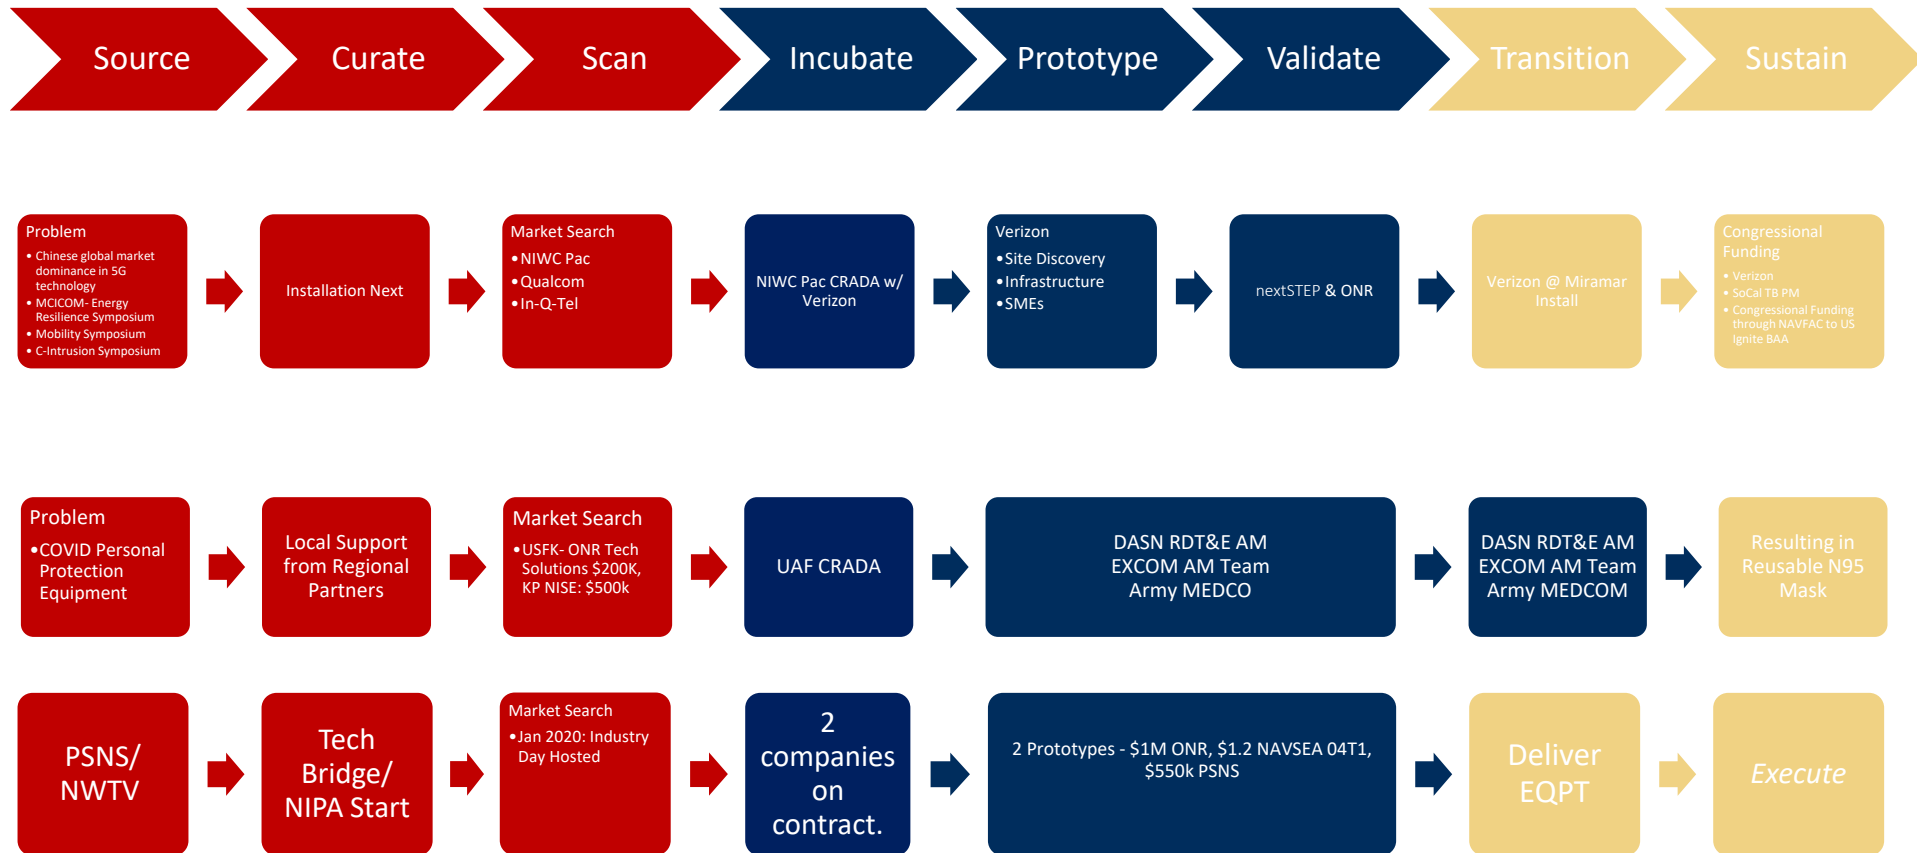 Source
Curate
Scan
Incubate
Prototype
Validate
Transition
Sustain
Problem
• Chinese global market
dominance in 5G
technology
• MCICOM- Energy
Resilience Symposium
• Mobility Symposium
• C-Intrusion Symposium
Installation Next
Market Search
•NIWC Pac
•Qualcom
•In-Q-Tel
NIWC Pac CRADA w/
Verizon
Verizon
•Site Discovery
•Infrastructure
•SMEs
nextSTEP & ONR
Verizon @ Miramar
Install
Congressional
Funding
• Verizon
• SoCal TB PM
• Congressional Funding
through NAVFAC to US
Ignite BAA
Problem
•COVID Personal
Protection
Equipment
Local Support
from Regional
Partners
Market Search
•USFK- ONR Tech
Solutions $200K,
KP NISE: $500k
UAF CRADA
DASN RDT&E AM
EXCOM AM Team
Army MEDCO
DASN RDT&E AM
EXCOM AM Team
Army MEDCOM
Resulting in
Reusable N95
Mask
PSNS/
NWTV
Tech
Bridge/
NIPA Start
Market Search
•Jan 2020: Industry
Day Hosted
2
companies
on
contract.
2 Prototypes - $1M ONR, $1.2 NAVSEA 04T1,
$550k PSNS
Deliver
EQPT
Execute